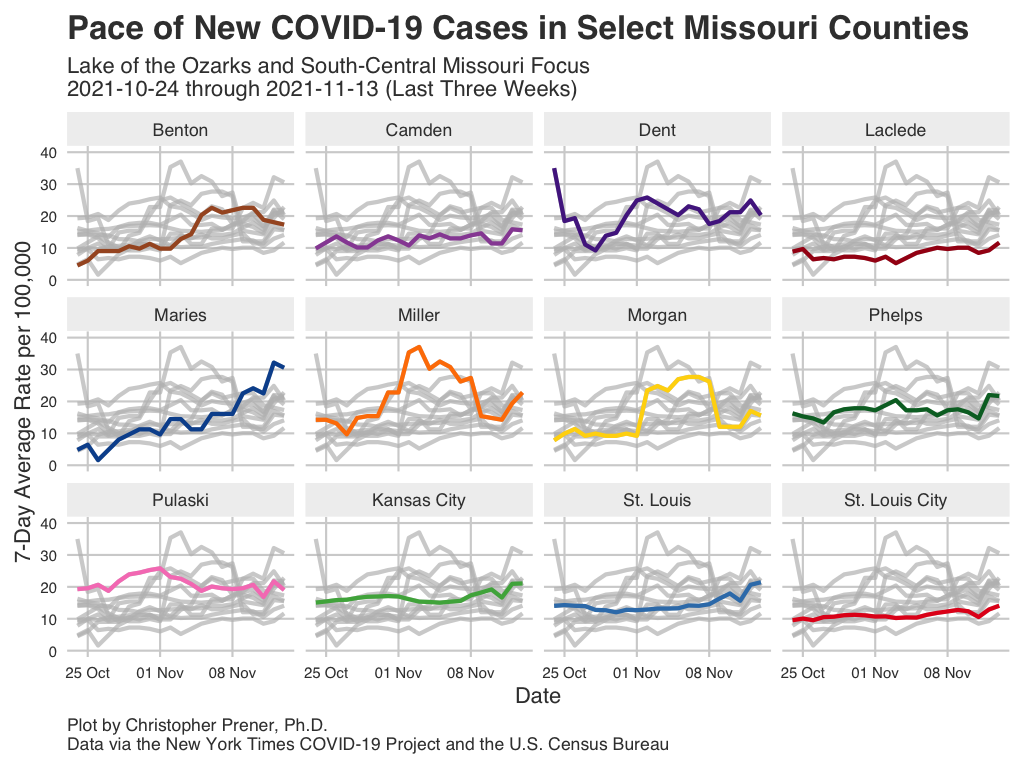 Pace of New COVID-19 Cases in Select Missouri Counties
Lake of the Ozarks and South-Central Missouri Focus
2021-10-24 through 2021-11-13 (Last Three Weeks)
7-Day Average Rate per 100,000
Benton Camden Dent Laclede
40
30
20
10
0
Maries Miller Morgan Phelps
40
30
20
10
0
Pulaski Kansas City St. Louis St. Louis City
40
30
20
10
0
25 Oct 01 Nov 08 Nov 25 Oct 01 Nov 08 Nov 25 Oct 01 Nov 08 Nov 25 Oct 01 Nov 08 Nov
Date
Plot by Christopher Prener, Ph.D.
Data via the New York Times COVID-19 Project and the U.S. Census Bureau